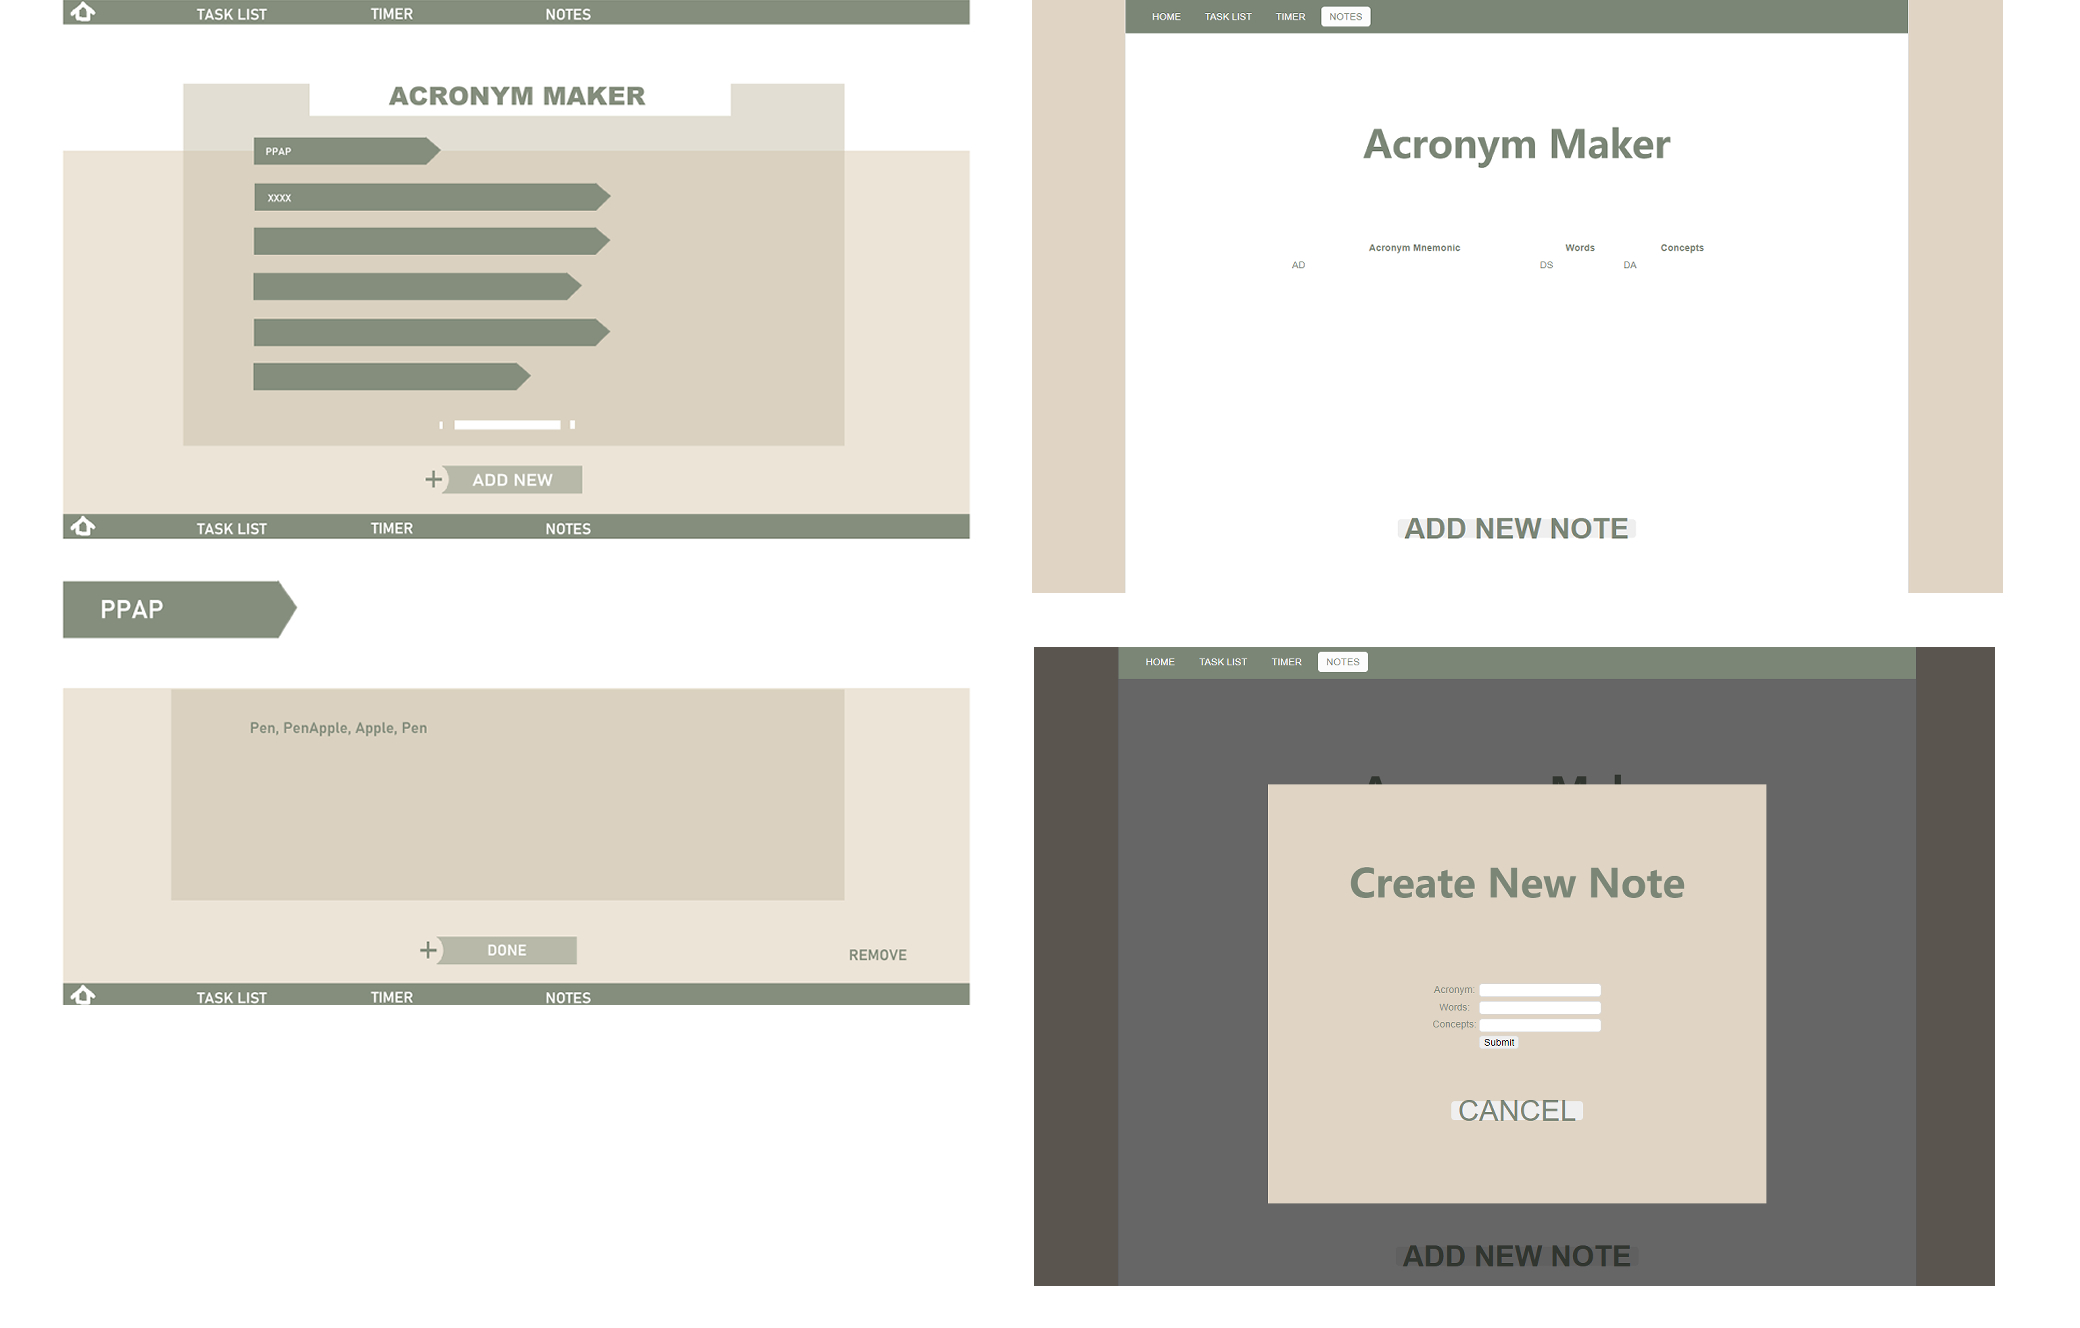 TASK LIST TIMER NOTES
ACRONYM MAKER
PPAP
XXXX
ADD NEW
TASK LIST TIMER NOTES
PPAP
Pen, PenApple, Apple, Pen
DONE
REMOVE
TASK LIST TIMER NOTES
HOME TASK LIST TIMER NOTES
Acronym Maker
Acronym Mnemonic Words Concepts
AD DS DA
ADD NEW NOTE
HOME TASK LIST TIMER NOTES
Create New Note
Acronym:
Words:
Concepts:
Submit
CANCEL
ADD NEW NOTE